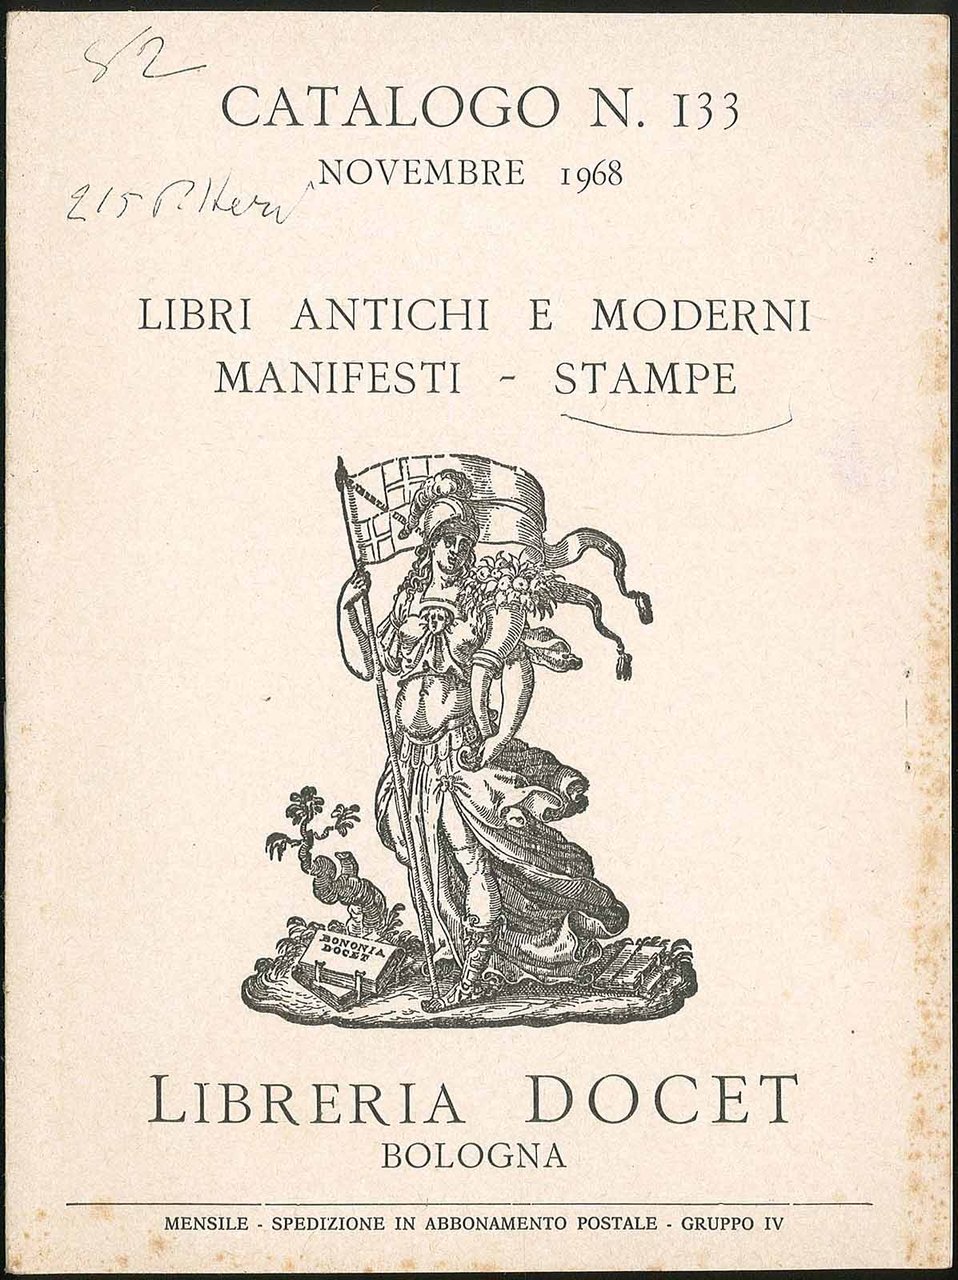 82
CATALOGO N. 133
NOVEMBRE 1968
215
LIBRI ANTICHI E MODERNI
MANIFESTI - STAMPE
BONONIA
DOCET
LIBRERIA DOCET
BOLOGNA
MENSILE - SPEDIZIONE IN ABBONAMENTO POSTALE - GRUPPO IV